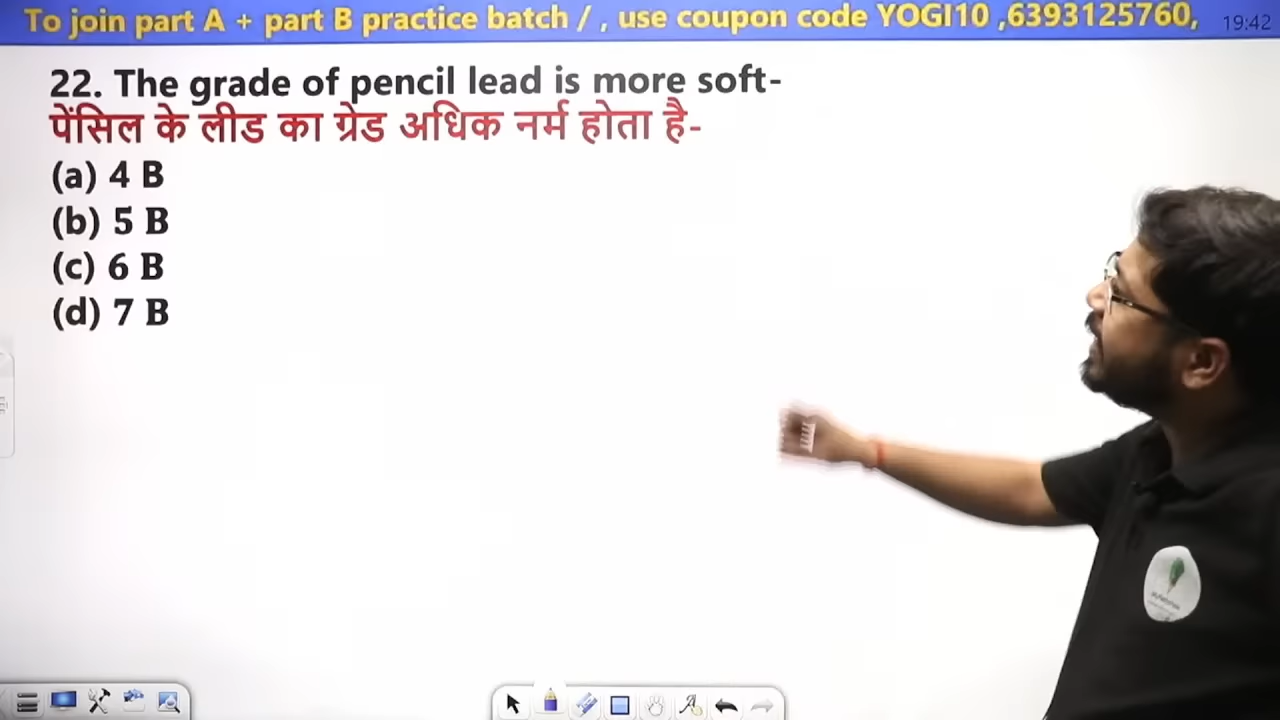 To join part A + part B practice batch / , use coupon code YOGI10 ,6393125760,
19:42
22. The grade of pencil lead is more soft-
पेंसिल के लीड का ग्रेड अधिक नर्म होता है-
(a) 4 B
(b) 5 B
(c) 6 B
(d) 7 B